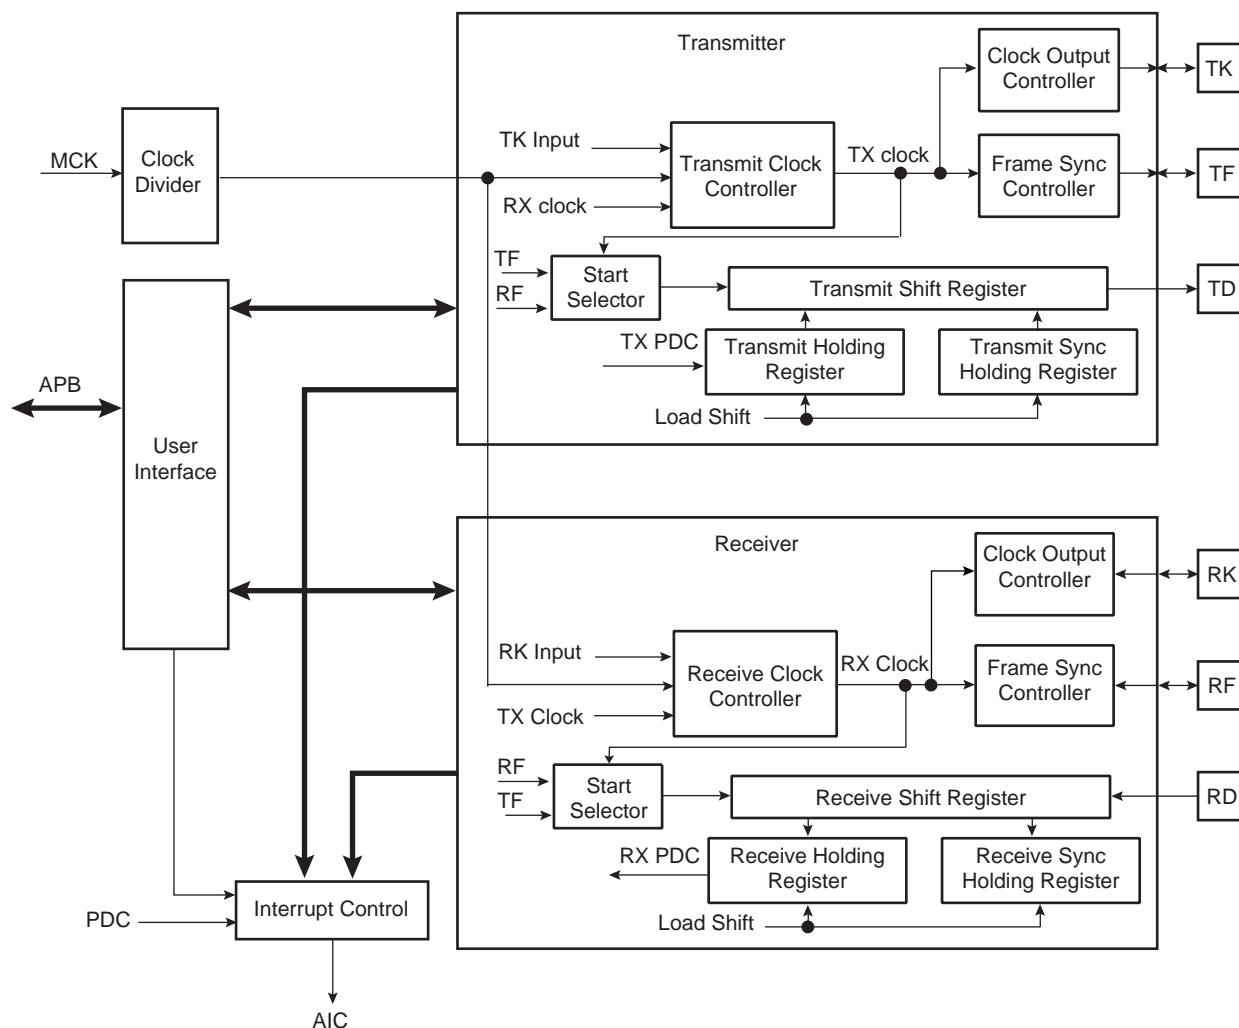 Transmitter
Clock Output
Controller
TK
MCK
Clock
Divider
TK Input
RX clock
Transmit Clock
Controller
TX clock
Frame Sync
Controller
TF
TF
RF
Start
Selector
Transmit Shift Register
TD
TX PDC
Transmit Holding
Register
Transmit Sync
Holding Register
Load Shift
APB
User
Interface
Receiver
Clock Output
Controller
RK
RK Input
TX Clock
Receive Clock
Controller
RX Clock
Frame Sync
Controller
RF
RF
TF
Start
Selector
Receive Shift Register
RD
RX PDC
Receive Holding
Register
Receive Sync
Holding Register
Load Shift
PDC
Interrupt Control
AIC